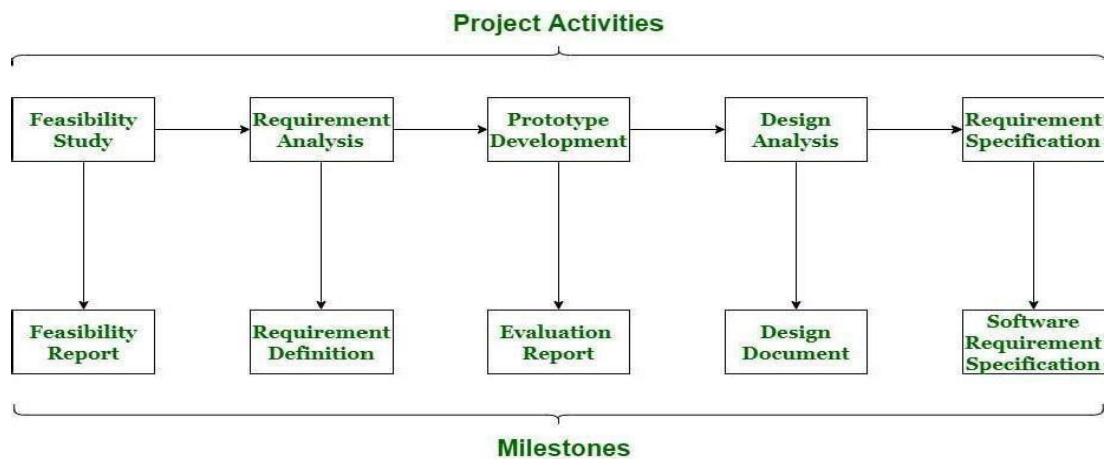 Project Activities
Feasibility
Study
Requirement
Analysis
Prototype
Development
Design
Analysis
Requirement
Specification
Feasibility
Report
Requirement
Definition
Evaluation
Report
Design
Document
Software
Requirement
Specification
Milestones